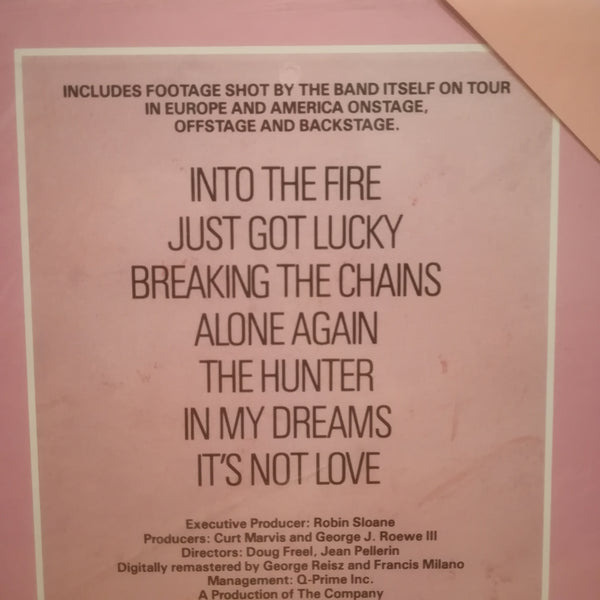 INCLUDES FOOTAGE SHOT BY THE BAND ITSELF ON TOUR
IN EUROPE AND AMERICA ONSTAGE,
OFFSTAGE AND BACKSTAGE.
INTO THE FIRE
JUST GOT LUCKY
BREAKING THE CHAINS
ALONE AGAIN
THE HUNTER
IN MY DREAMS
IT'S NOT LOVE
Executive Producer: Robin Sloane
Producers: Curt Marvis and George J. Roewe III
Directors: Doug Freel, Jean Pellerin
Digitally remastered by George Reisz and Francis Milano
Management: Q-Prime Inc.
A Production of The Company